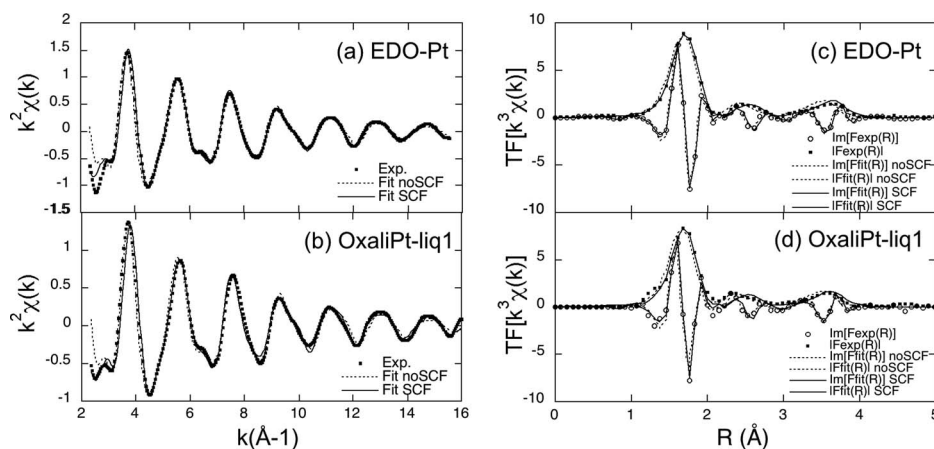 2
1.5
1
0.5
0
-0.5
-1
-1.5
k²χ(k)
(a) EDO-Pt
Exp.
Fit noSCF
Fit SCF
1
0.5
0
-0.5
-1
k²χ(k)
(b) OxaliPt-liq1
Exp.
Fit noSCF
Fit SCF
2 4 6 8 10 12 14 16
k(Å-1)
10
5
0
-5
-10
TF[k³χ(k)]
(c) EDO-Pt
Im[Fexp(R)]
|Fexp(R)|
Im[Ffit(R)] noSCF
|Ffit(R)| noSCF
Im[Ffit(R)] SCF
|Ffit(R)| SCF
5
0
-5
-10
TF[k³χ(k)]
(d) OxaliPt-liq1
Im[Fexp(R)]
|Fexp(R)|
Im[Ffit(R)] noSCF
|Ffit(R)| noSCF
Im[Ffit(R)] SCF
|Ffit(R)| SCF
0 1 2 3 4 5
R (Å)